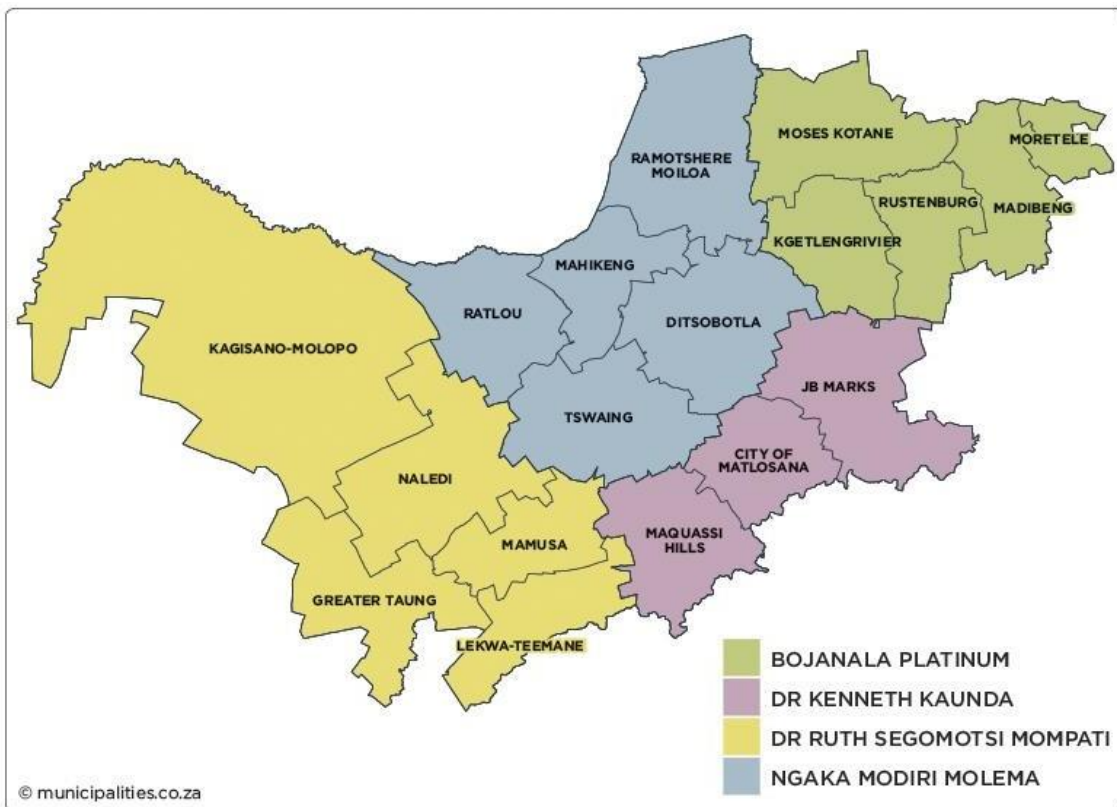 MOSES KOTANE
MORETELE
RAMOTSHERE
MOILOA
RUSTENBURG
MADIBENG
KGETLENGRIVIER
MAHIKENG
RATLOU
DITSOBOTLA
KAGISANO-MOLOPO
JB MARKS
TSWAING
CITY OF
MATLOSANA
NALEDI
MAMUSA
MAQUASSI
HILLS
GREATER TAUNG
LEKWA-TEEMANE
BOJANALA PLATINUM
DR KENNETH KAUNDA
DR RUTH SEGOMOTSI MOMPATI
NGAKA MODIRI MOLEMA
© municipalities.co.za